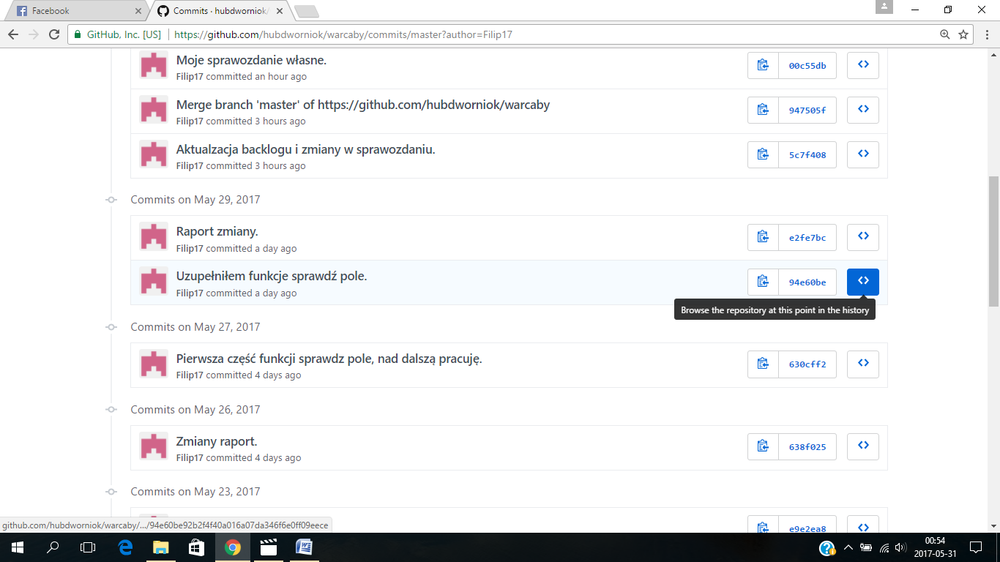 Facebook
Commits · hubdworniok/
GitHub, Inc. [US]
https://github.com/hubdworniok/warcaby/commits/master?author=Filip17
Moje sprawozdanie własne.
Filip17 committed an hour ago
00c55db
Merge branch 'master' of https://github.com/hubdworniok/warcaby
Filip17 committed 3 hours ago
947505f
Aktualzacja backlogu i zmiany w sprawozdaniu.
Filip17 committed 3 hours ago
5c7f408
Commits on May 29, 2017
Raport zmiany.
Filip17 committed a day ago
e2fe7bc
Uzupełniłem funkcje sprawdź pole.
Filip17 committed a day ago
94e60be
Browse the repository at this point in the history
Commits on May 27, 2017
Pierwsza część funkcji sprawdz pole, nad dalszą pracuję.
Filip17 committed 4 days ago
630cff2
Commits on May 26, 2017
Zmiany raport.
Filip17 committed 4 days ago
638f025
Commits on May 23, 2017
e9e2ea8
github.com/hubdworniok/warcaby/.../94e60be92b2f4f40a016a07da346f6e0ff09eece
00:54
2017-05-31